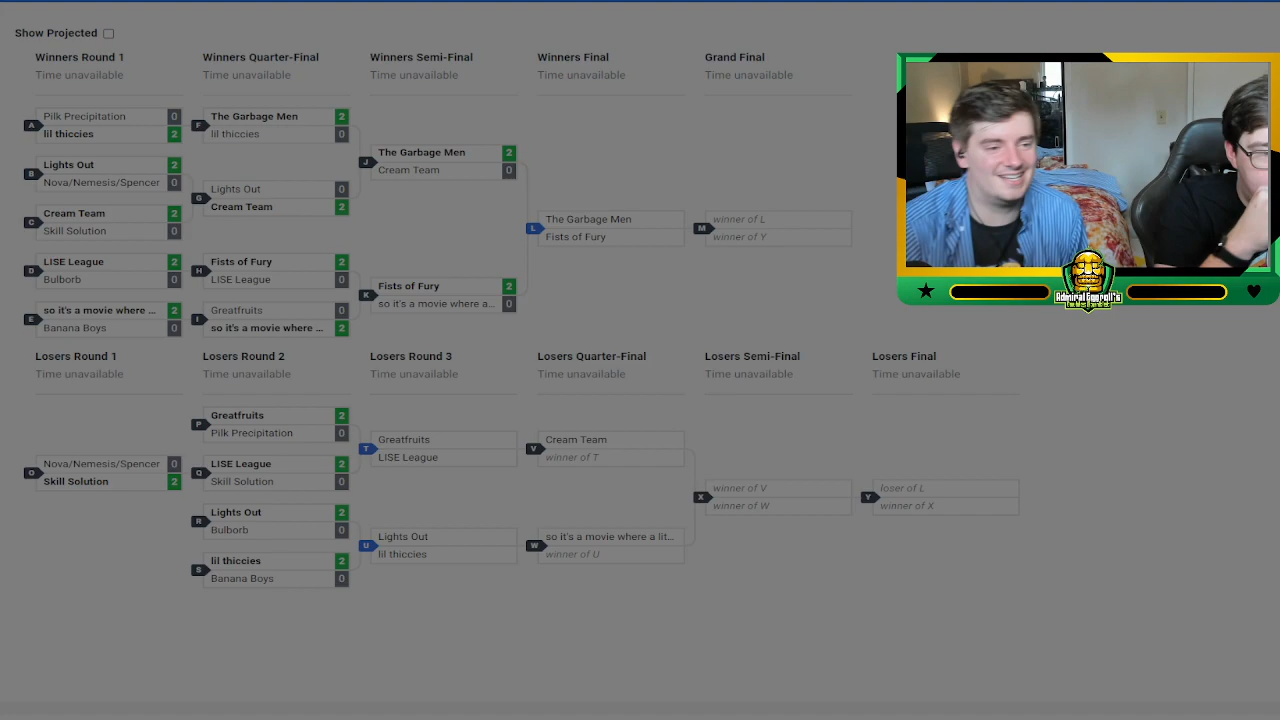 Show Projected
Winners Round 1
Time unavailable
Winners Quarter-Final
Time unavailable
Winners Semi-Final
Time unavailable
Winners Final
Time unavailable
Grand Final
Time unavailable
A
Pilk Precipitation 0
lil thiccies 2
B
Lights Out 2
Nova/Nemesis/Spencer 0
C
Cream Team 2
Skill Solution 0
D
LISE League 2
Bulborb 0
E
so it's a movie where ... 2
Banana Boys 0
F
The Garbage Men 2
lil thiccies 0
G
Lights Out 0
Cream Team 2
H
Fists of Fury 2
LISE League 0
I
Greatfruits 0
so it's a movie where ... 2
J
The Garbage Men 2
Cream Team 0
K
Fists of Fury 2
so it's a movie where a... 0
L
The Garbage Men
Fists of Fury
M
winner of L
winner of Y
Admiral Eggroll's
Losers Round 1
Time unavailable
Losers Round 2
Time unavailable
Losers Round 3
Time unavailable
Losers Quarter-Final
Time unavailable
Losers Semi-Final
Time unavailable
Losers Final
Time unavailable
O
Nova/Nemesis/Spencer 0
Skill Solution 2
P
Greatfruits 2
Pilk Precipitation 0
Q
LISE League 2
Skill Solution 0
R
Lights Out 2
Bulborb 0
S
lil thiccies 2
Banana Boys 0
T
Greatfruits
LISE League
U
Lights Out
lil thiccies
V
Cream Team
winner of T
W
so it's a movie where a lit...
winner of U
X
winner of V
winner of W
Y
loser of L
winner of X